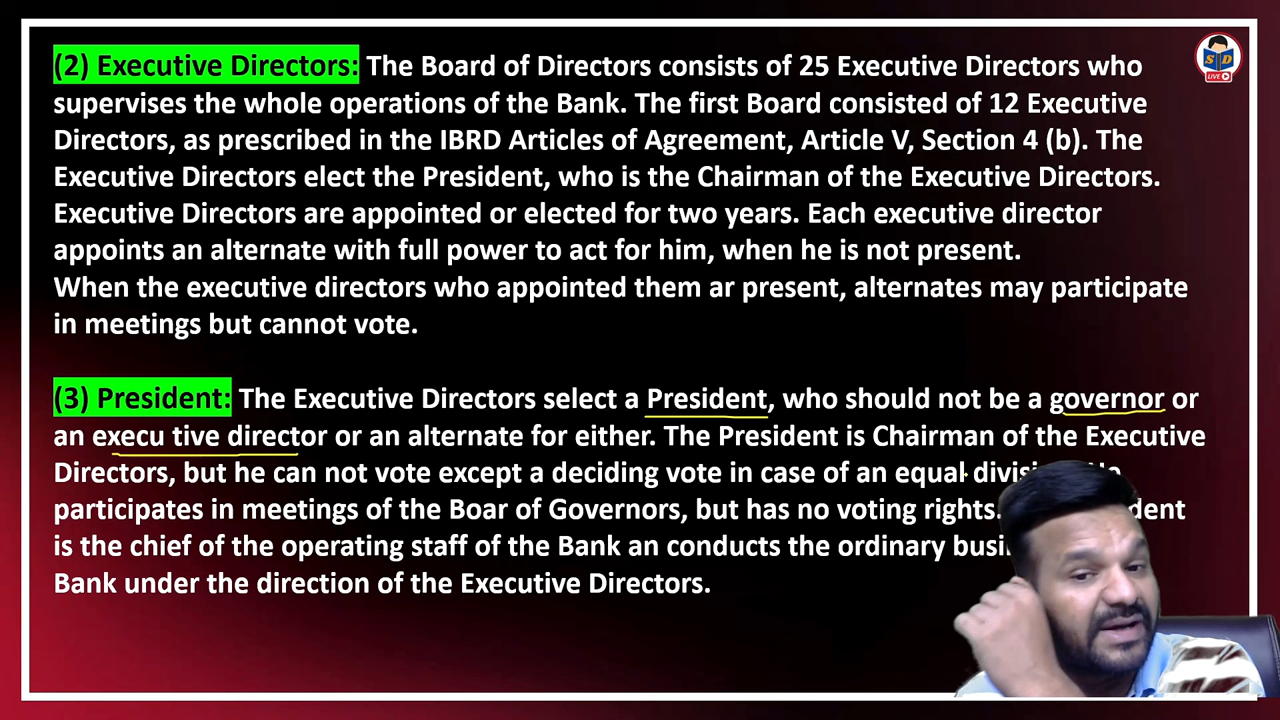 (2) Executive Directors: The Board of Directors consists of 25 Executive Directors who
supervises the whole operations of the Bank. The first Board consisted of 12 Executive
Directors, as prescribed in the IBRD Articles of Agreement, Article V, Section 4 (b). The
Executive Directors elect the President, who is the Chairman of the Executive Directors.
Executive Directors are appointed or elected for two years. Each executive director
appoints an alternate with full power to act for him, when he is not present.
When the executive directors who appointed them ar present, alternates may participate
in meetings but cannot vote.
(3) President: The Executive Directors select a President, who should not be a governor or
an execu tive director or an alternate for either. The President is Chairman of the Executive
Directors, but he can not vote except a deciding vote in case of an equal
participates in meetings of the Boar of Governors, but has no voting rights.
is the chief of the operating staff of the Bank an conducts the ordinary
Bank under the direction of the Executive Directors.
S D
LIVE